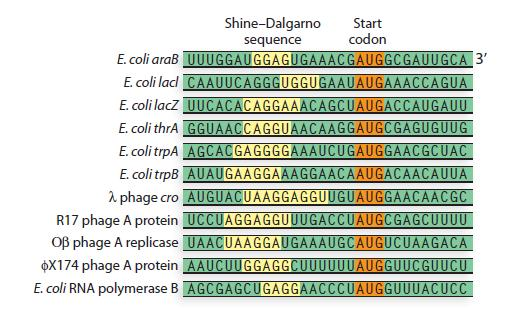 Shine–Dalgarno Start
sequence codon
E. coli araB UUUGGAUGGAGUGAAACGAUGGCGAUUGCA 3′
E. coli lacI CAAUUCAGGGUGGUGAAUAUGAAACCAGUA
E. coli lacZ UUCACACAGGAAACAGCUAUGACCAUGAUU
E. coli thrA GGUAACCAGGUAACAAGGAUGCGAGUGUUG
E. coli trpA AGCACGAGGGGAAAUCUGAUGGAACGCUAC
E. coli trpB AUAUGAAGGAAAGGAACAAUGACAACAUUA
λ phage cro AUGUACUAAGGAGGUUGUAUGGAACAACGC
R17 phage A protein UCCUAGGAGGUUUGACCUAUGCGAGCUUUU
Oβ phage A replicase UAACUAAGGAUGAAAUGCAUGUCUAAGACA
ϕX174 phage A protein AAUCUUGGAGGCUUUUUUAUGGUUCGUUCU
E. coli RNA polymerase B AGCGAGCUGAGGAACCCUAUGGUUUACUCC